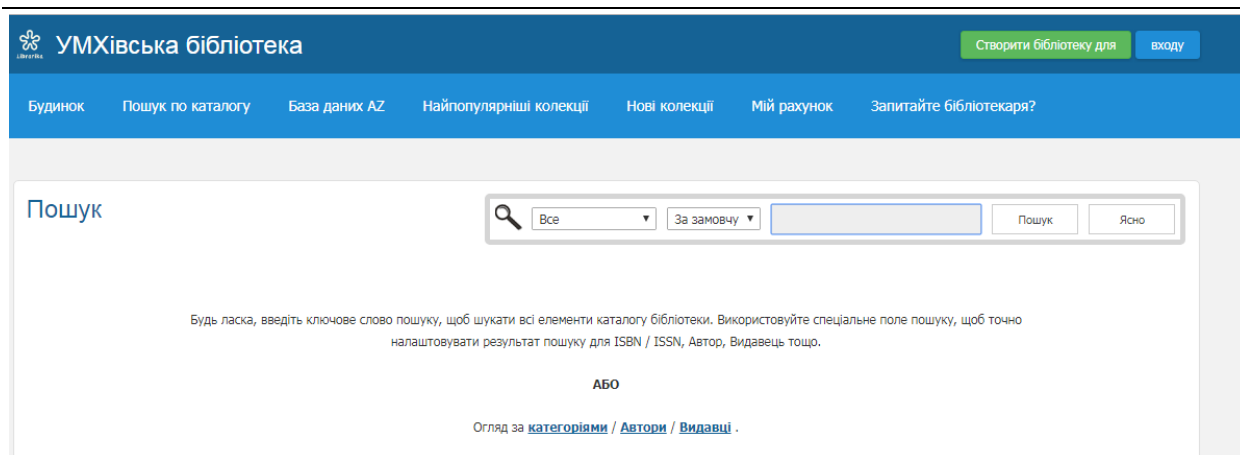 Librarika
УМХівська бібліотека
Створити бібліотеку для
входу
Будинок Пошук по каталогу База даних AZ Найпопулярніші колекції Нові колекції Мій рахунок Запитайте бібліотекаря?
Пошук
Все
За замовчу
Пошук
Ясно
Будь ласка, введіть ключове слово пошуку, щоб шукати всі елементи каталогу бібліотеки. Використовуйте спеціальне поле пошуку, щоб точно
налаштовувати результат пошуку для ISBN / ISSN, Автор, Видавець тощо.
АБО
Огляд за категоріями / Автори / Видавці .